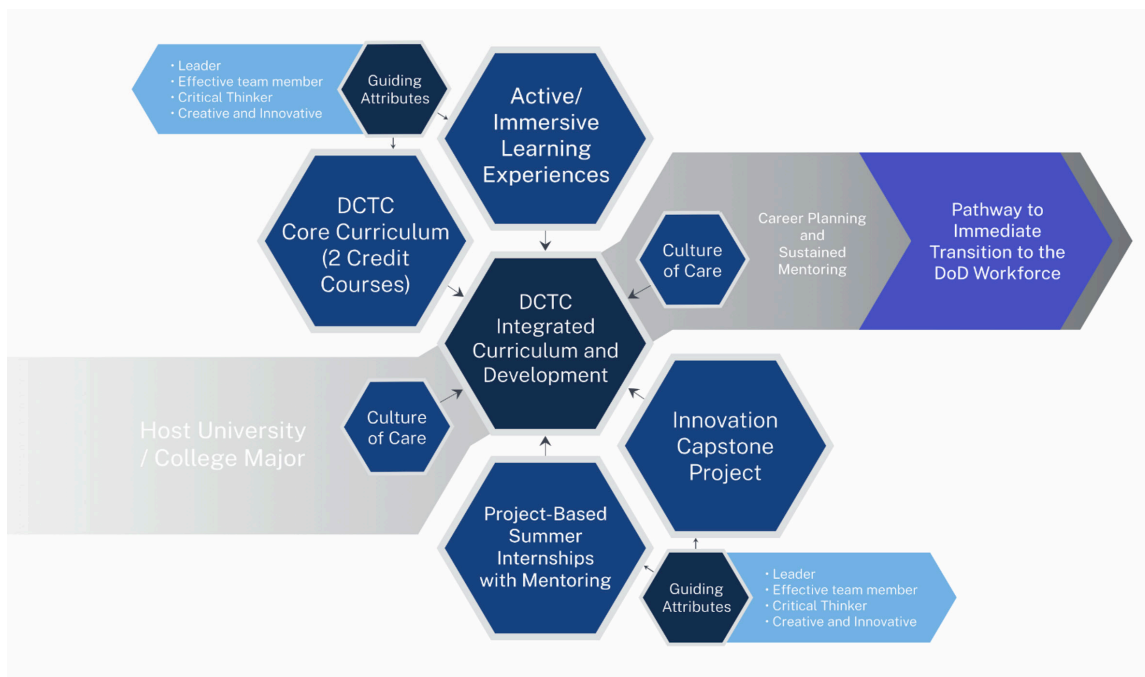 • Leader
• Effective team member
• Critical Thinker
• Creative and Innovative
Guiding
Attributes
Active/
Immersive
Learning
Experiences
DCTC
Core Curriculum
(2 Credit
Courses)
Culture
of Care
Career Planning
and
Sustained
Mentoring
Pathway to
Immediate
Transition to the
DoD Workforce
DCTC
Integrated
Curriculum and
Development
Host University
/ College Major
Culture
of Care
Innovation
Capstone
Project
Project-Based
Summer
Internships
with Mentoring
Guiding
Attributes
• Leader
• Effective team member
• Critical Thinker
• Creative and Innovative